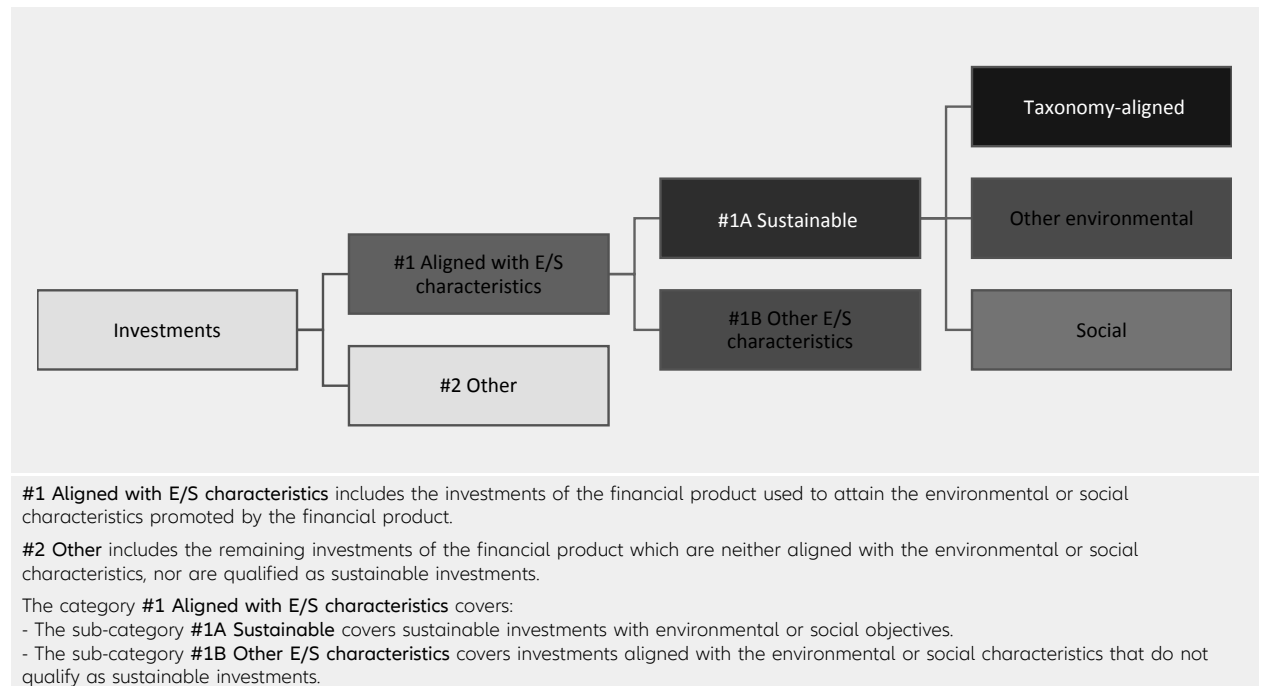 Taxonomy-aligned
#1A Sustainable
Other environmental
#1 Aligned with E/S
characteristics
Investments
#1B Other E/S
characteristics
Social
#2 Other
#1 Aligned with E/S characteristics includes the investments of the financial product used to attain the environmental or social
characteristics promoted by the financial product.
#2 Other includes the remaining investments of the financial product which are neither aligned with the environmental or social
characteristics, nor are qualified as sustainable investments.
The category #1 Aligned with E/S characteristics covers:
- The sub-category #1A Sustainable covers sustainable investments with environmental or social objectives.
- The sub-category #1B Other E/S characteristics covers investments aligned with the environmental or social characteristics that do not
qualify as sustainable investments.